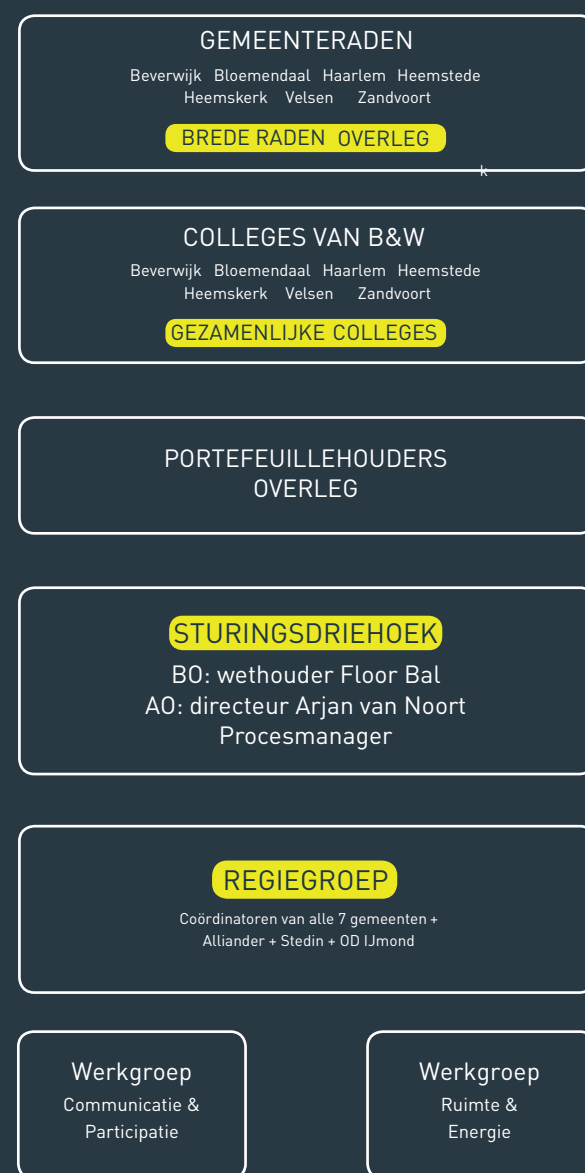 GEMEENTERADEN
Beverwijk Bloemendaal Haarlem Heemstede
Heemskerk Velsen Zandvoort
BREDE RADEN OVERLEG
k
COLLEGES VAN B&W
Beverwijk Bloemendaal Haarlem Heemstede
Heemskerk Velsen Zandvoort
GEZAMENLIJKE COLLEGES
PORTEFEUILLEHOUDERS
OVERLEG
STURINGSDRIEHOEK
BO: wethouder Floor Bal
AO: directeur Arjan van Noort
Procesmanager
REGIEGROEP
Coördinatoren van alle 7 gemeenten +
Alliander + Stedin + OD IJmond
Werkgroep
Communicatie &
Participatie
Werkgroep
Ruimte &
Energie